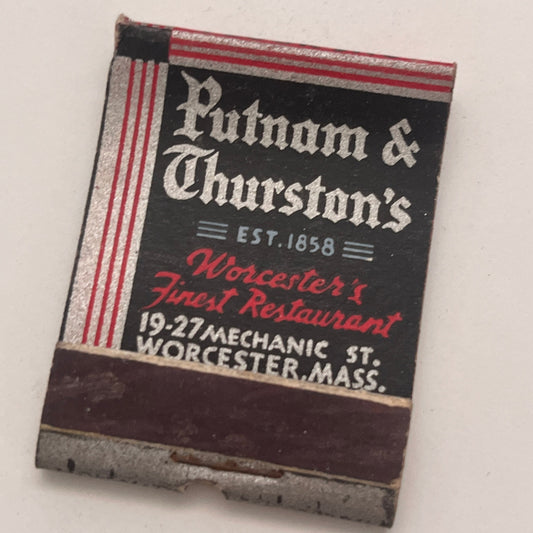 Putnam &
Thurston's
EST. 1858
Worcester's
Finest Restaurant
19-27 MECHANIC ST.
WORCESTER, MASS.